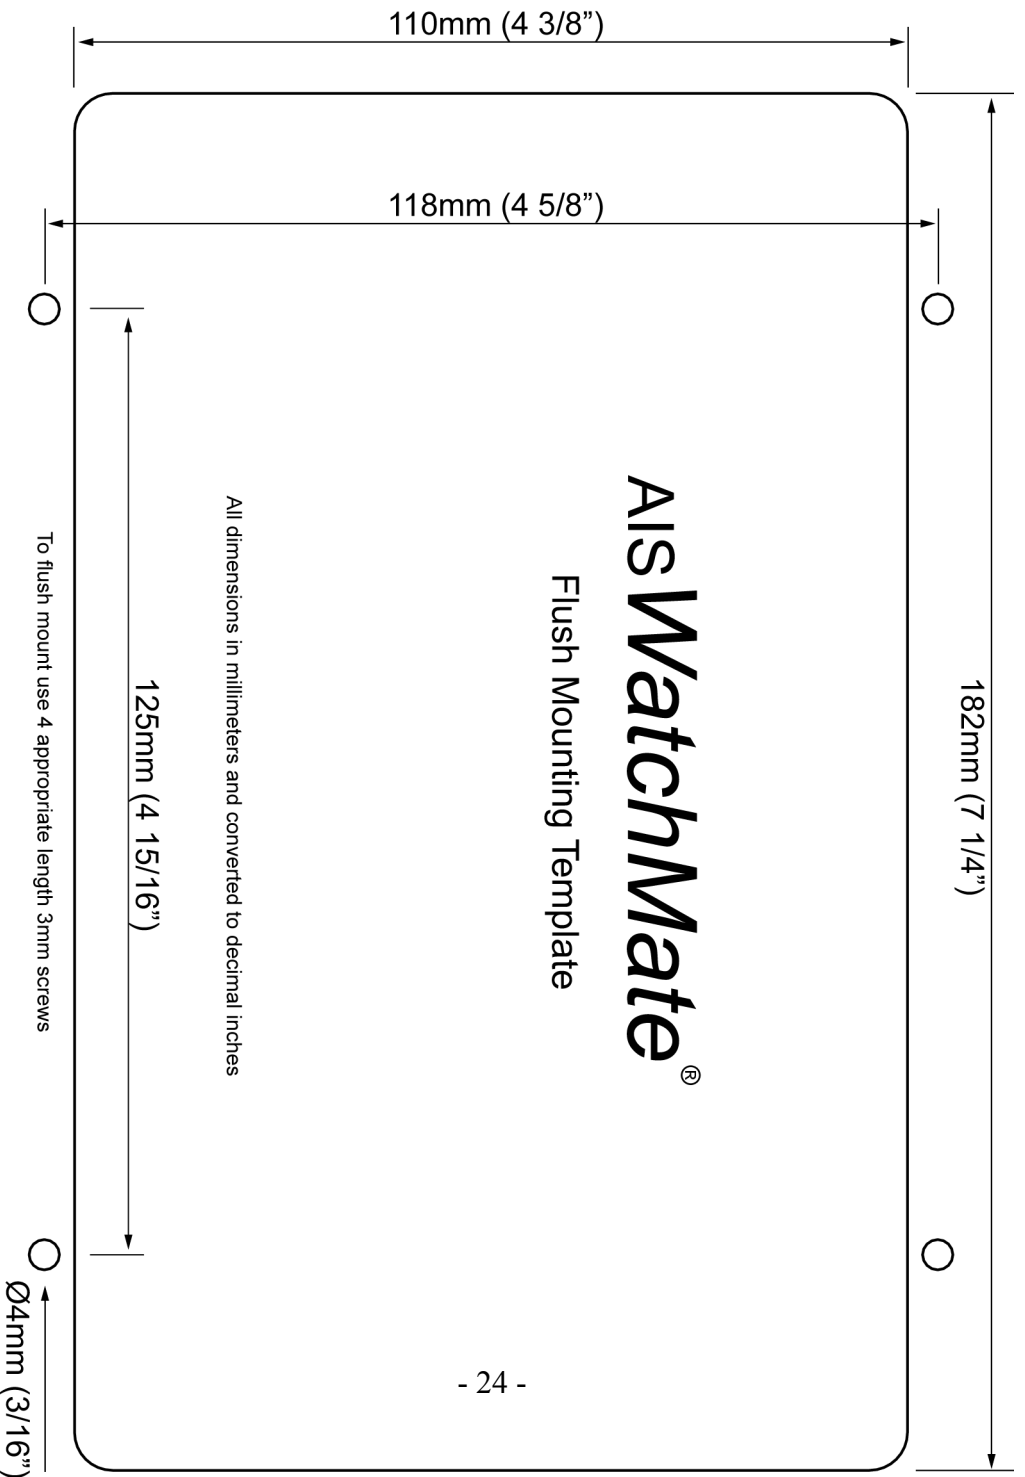 110mm (4 3/8”)
118mm (4 5/8”)
182mm (7 1/4”)
AISWatchMate®
Flush Mounting Template
All dimensions in millimeters and converted to decimal inches
125mm (4 15/16”)
To flush mount use 4 appropriate length 3mm screws
Ø4mm (3/16”)
- 24 -